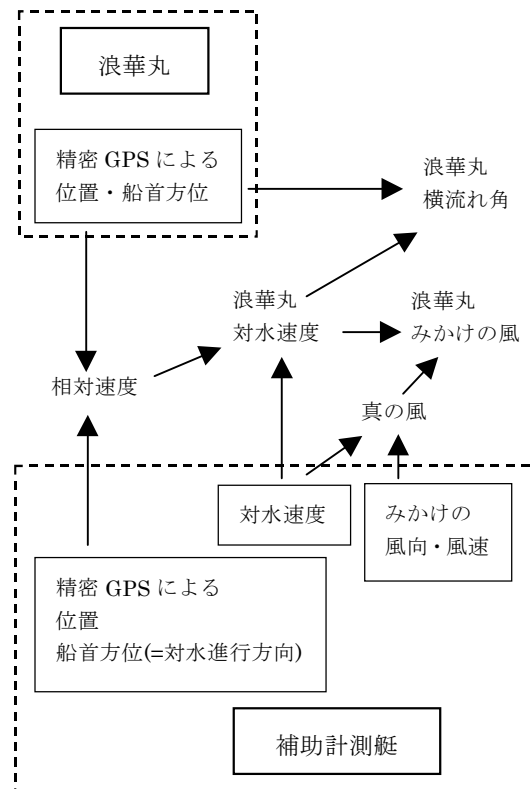 浪華丸
精密 GPS による
位置・船首方位
浪華丸
横流れ角
浪華丸
対水速度
浪華丸
みかけの風
相対速度
真の風
対水速度
みかけの
風向・風速
精密 GPS による
位置
船首方位(=対水進行方向)
補助計測艇